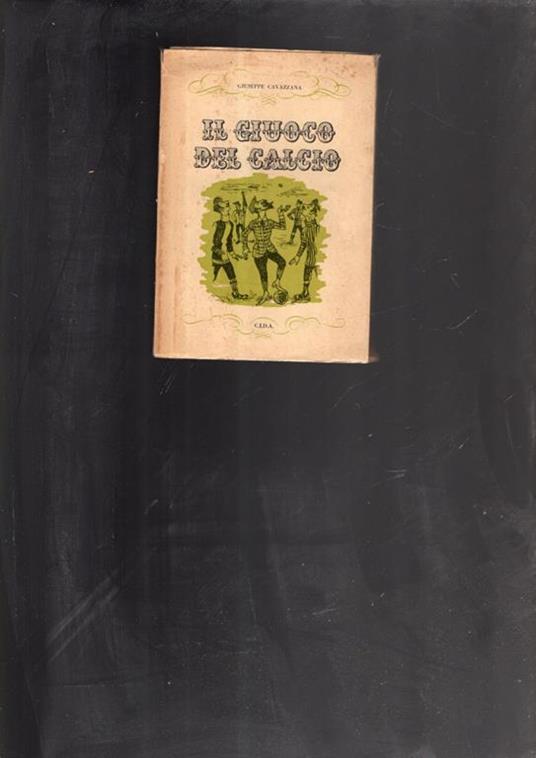 GIUSEPPE CAVAZZANA
IL GIUOCO
DEL CALCIO
C.I.D.A.